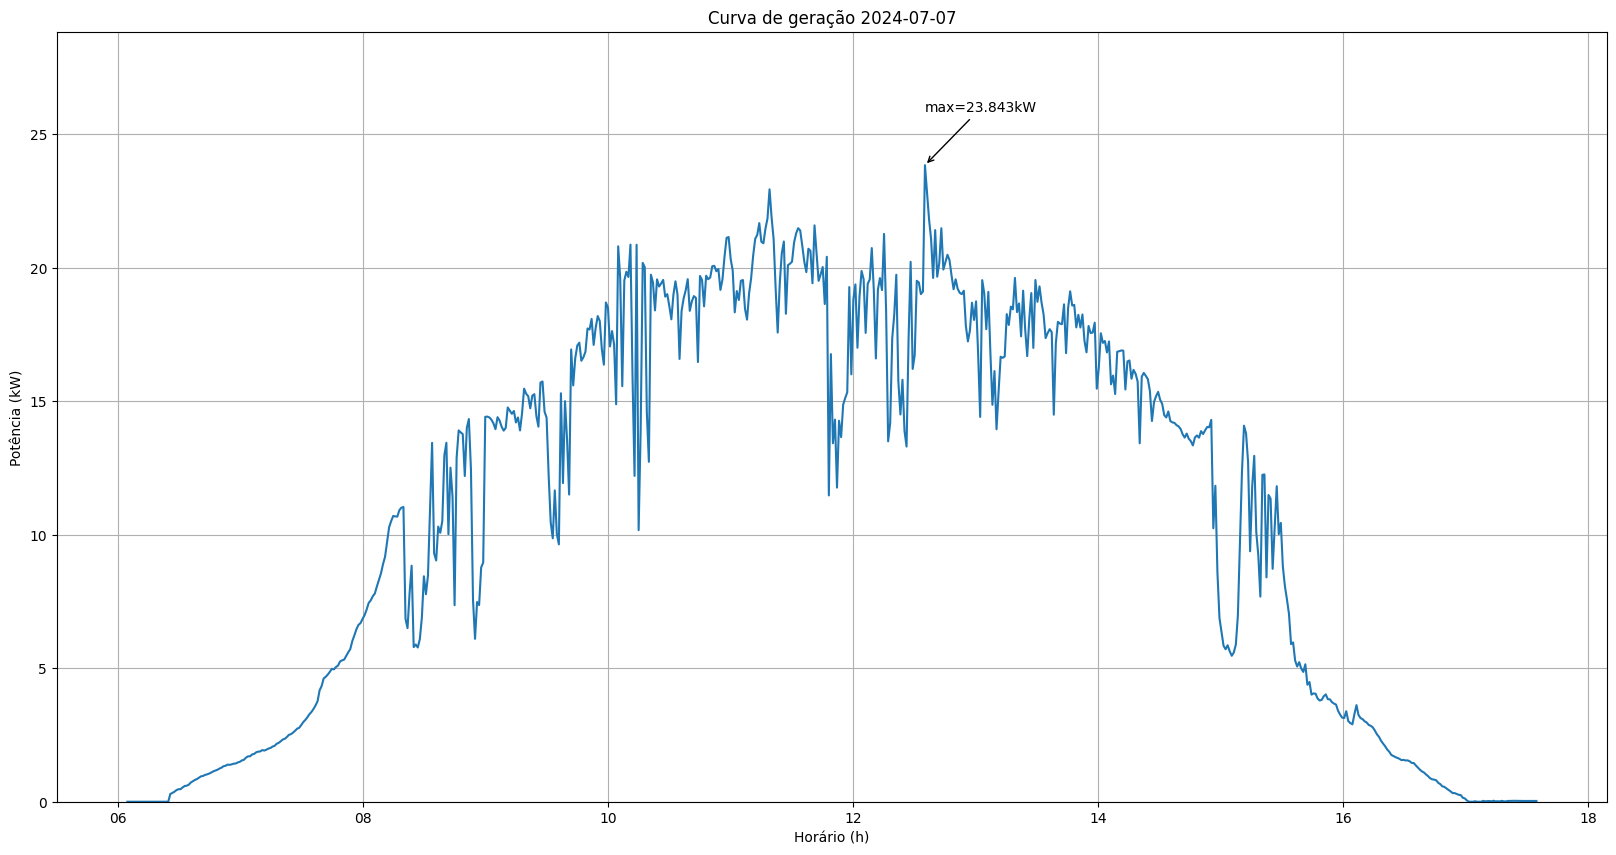 Curva de geração 2024-07-07
max=23.843kW
Potência (kW)
25
20
15
10
5
0
06 08 10 12 14 16 18
Horário (h)